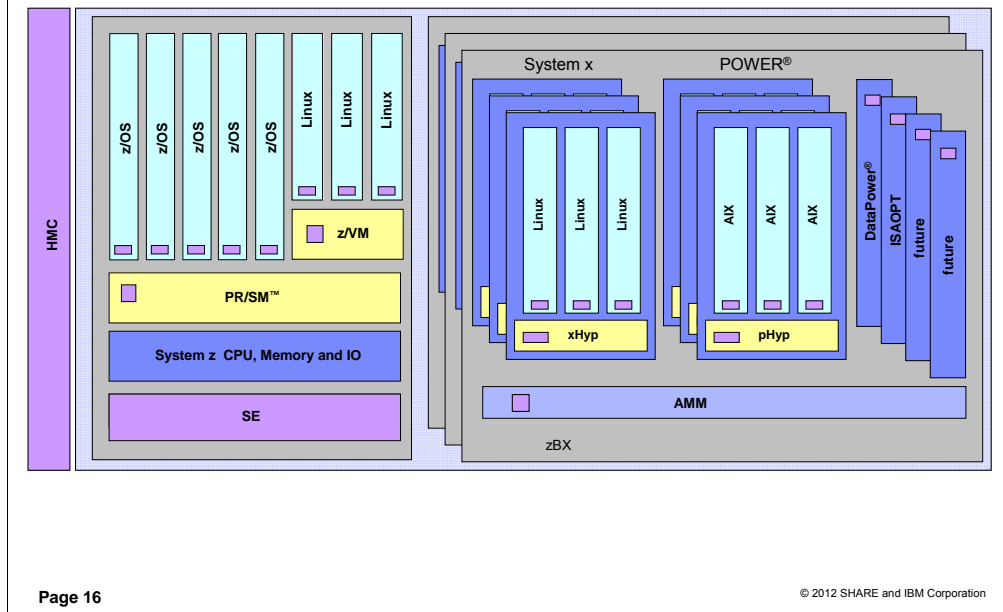 HMC
z/OS
z/OS
z/OS
z/OS
z/OS
Linux
Linux
Linux
z/VM
PR/SM™
System z CPU, Memory and IO
SE
System x
POWER®
Linux
Linux
Linux
xHyp
AIX
AIX
AIX
pHyp
DataPower®
ISAOPT
future
future
AMM
zBX
Page 16
© 2012 SHARE and IBM Corporation